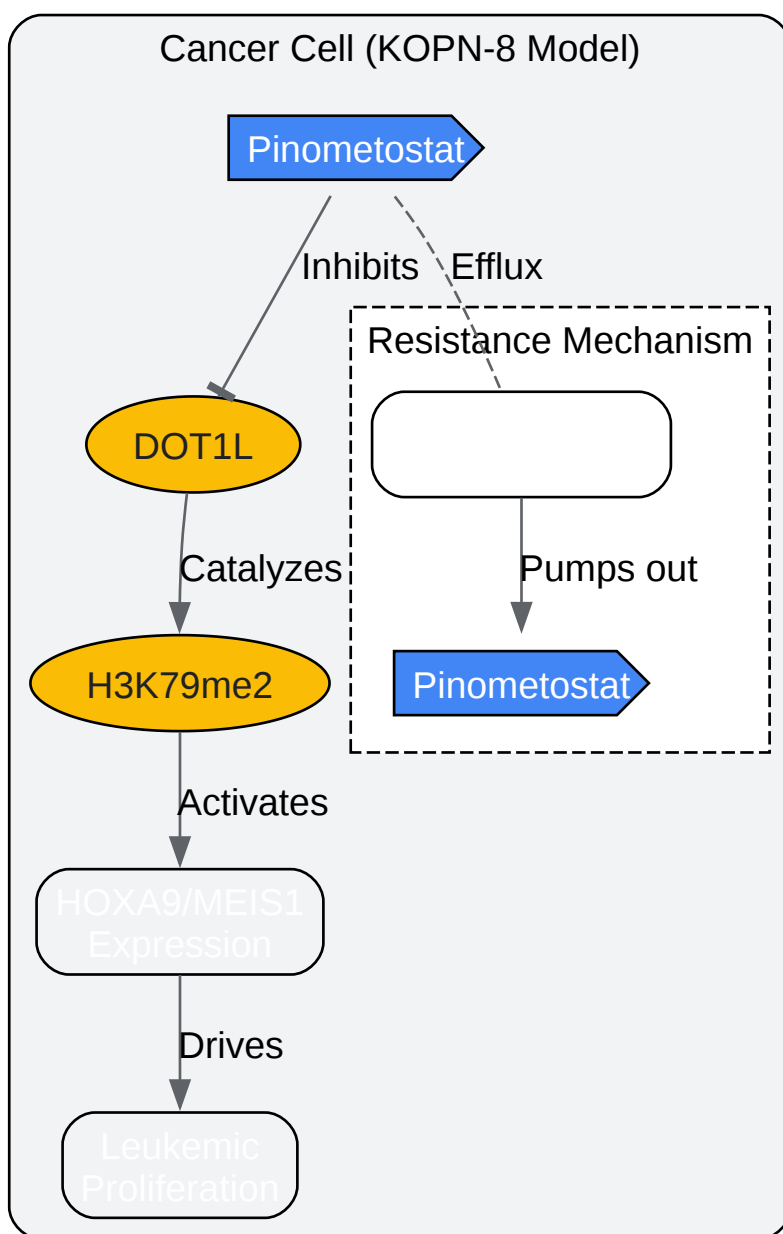 Cancer Cell (KOPN-8 Model)
Pinometostat
Inhibits
Efflux
Resistance Mechanism
DOT1L
Catalyzes
Pumps out
H3K79me2
Pinometostat
Activates
HOXA9/MEIS1
Expression
Drives
Leukemic
Proliferation